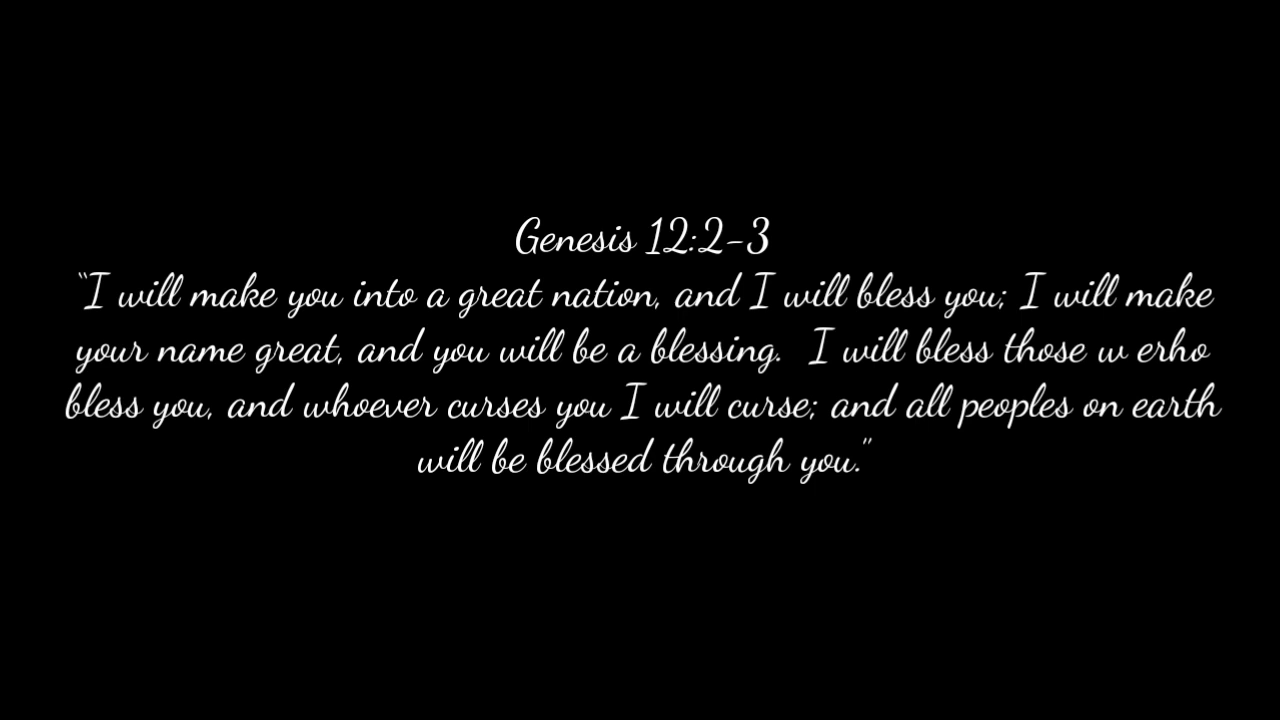 Genesis 12:2-3
"I will make you into a great nation, and I will bless you; I will make
your name great, and you will be a blessing.  I will bless those w erho
bless you, and whoever curses you I will curse; and all peoples on earth
will be blessed through you."